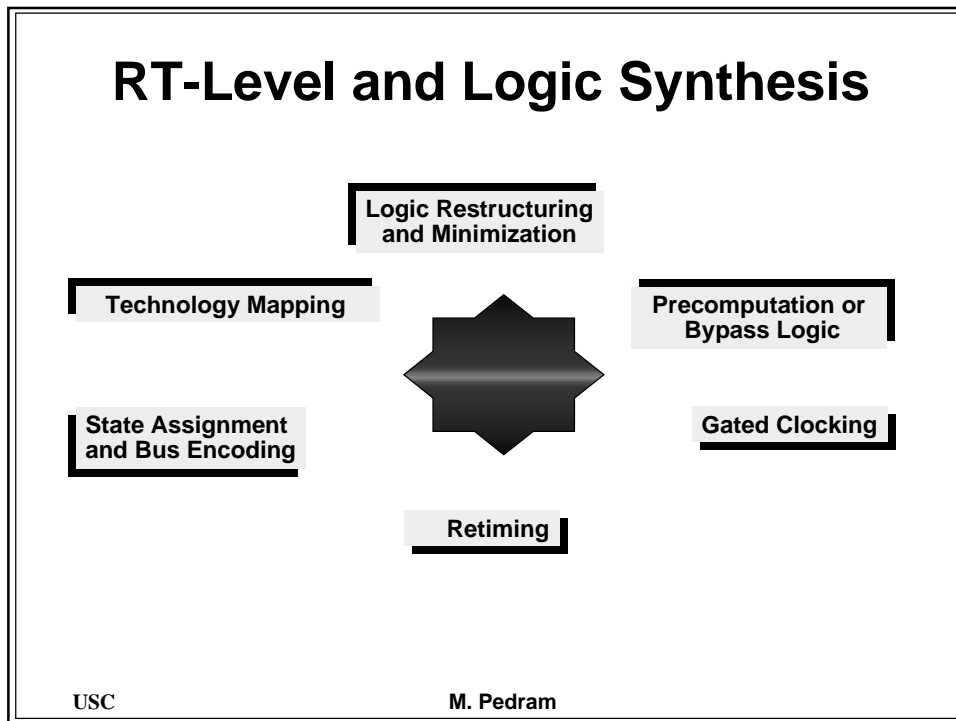 RT-Level and Logic Synthesis
Logic Restructuring
and Minimization
Technology Mapping
Precomputation or
Bypass Logic
State Assignment
and Bus Encoding
Gated Clocking
Retiming
USC
M. Pedram